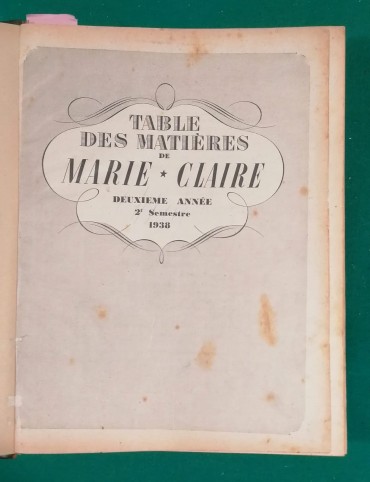 TABLE
DES MATIÈRES
DE
MARIE ★ CLAIRE
DEUXIEME ANNÉE
2e Semestre
1938